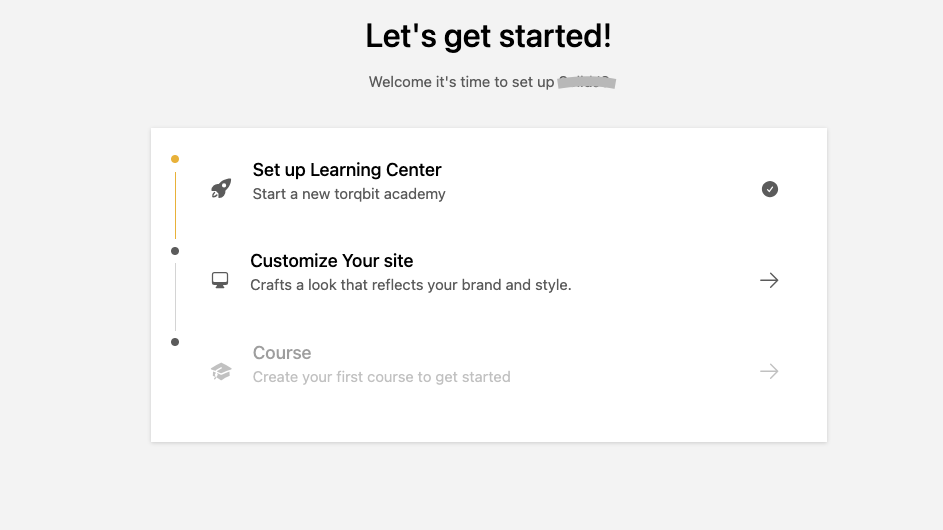 Let's get started!
Welcome it's time to set up
Set up Learning Center
Start a new torqbit academy
Customize Your site
Crafts a look that reflects your brand and style.
Course
Create your first course to get started